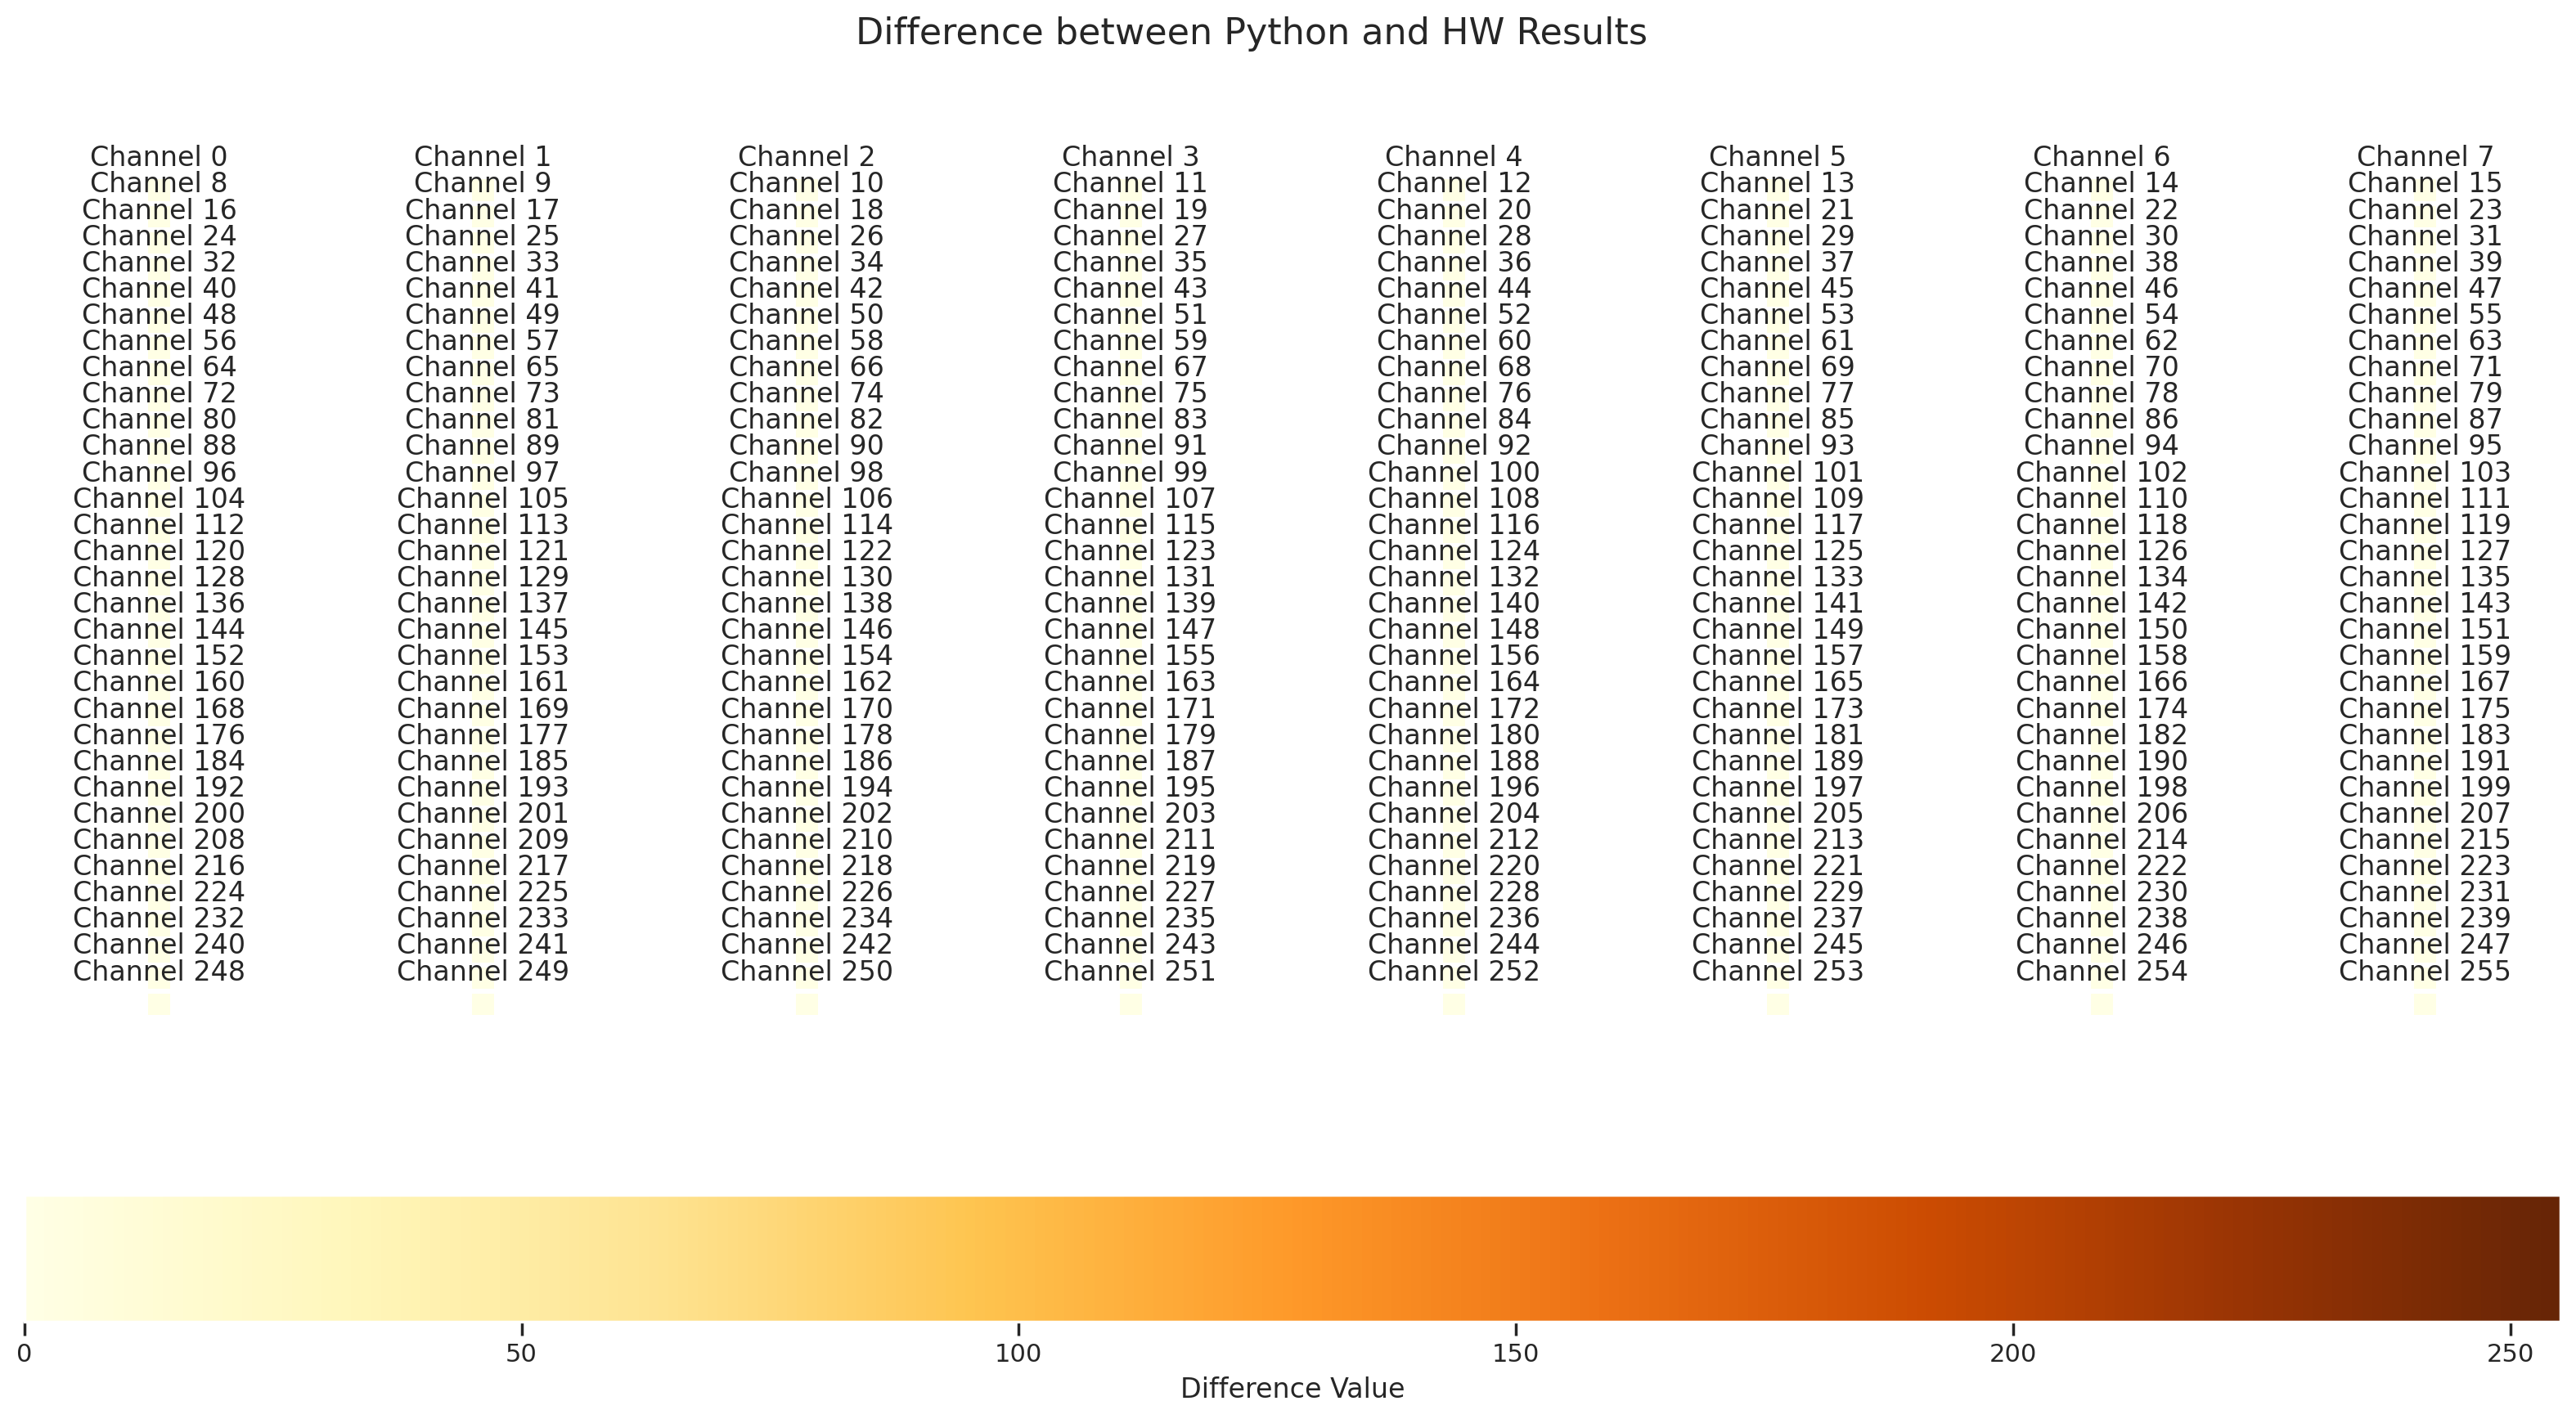 Difference between Python and HW Results
Channel 0 Channel 1 Channel 2 Channel 3 Channel 4 Channel 5 Channel 6 Channel 7
Channel 8 Channel 9 Channel 10 Channel 11 Channel 12 Channel 13 Channel 14 Channel 15
Channel 16 Channel 17 Channel 18 Channel 19 Channel 20 Channel 21 Channel 22 Channel 23
Channel 24 Channel 25 Channel 26 Channel 27 Channel 28 Channel 29 Channel 30 Channel 31
Channel 32 Channel 33 Channel 34 Channel 35 Channel 36 Channel 37 Channel 38 Channel 39
Channel 40 Channel 41 Channel 42 Channel 43 Channel 44 Channel 45 Channel 46 Channel 47
Channel 48 Channel 49 Channel 50 Channel 51 Channel 52 Channel 53 Channel 54 Channel 55
Channel 56 Channel 57 Channel 58 Channel 59 Channel 60 Channel 61 Channel 62 Channel 63
Channel 64 Channel 65 Channel 66 Channel 67 Channel 68 Channel 69 Channel 70 Channel 71
Channel 72 Channel 73 Channel 74 Channel 75 Channel 76 Channel 77 Channel 78 Channel 79
Channel 80 Channel 81 Channel 82 Channel 83 Channel 84 Channel 85 Channel 86 Channel 87
Channel 88 Channel 89 Channel 90 Channel 91 Channel 92 Channel 93 Channel 94 Channel 95
Channel 96 Channel 97 Channel 98 Channel 99 Channel 100 Channel 101 Channel 102 Channel 103
Channel 104 Channel 105 Channel 106 Channel 107 Channel 108 Channel 109 Channel 110 Channel 111
Channel 112 Channel 113 Channel 114 Channel 115 Channel 116 Channel 117 Channel 118 Channel 119
Channel 120 Channel 121 Channel 122 Channel 123 Channel 124 Channel 125 Channel 126 Channel 127
Channel 128 Channel 129 Channel 130 Channel 131 Channel 132 Channel 133 Channel 134 Channel 135
Channel 136 Channel 137 Channel 138 Channel 139 Channel 140 Channel 141 Channel 142 Channel 143
Channel 144 Channel 145 Channel 146 Channel 147 Channel 148 Channel 149 Channel 150 Channel 151
Channel 152 Channel 153 Channel 154 Channel 155 Channel 156 Channel 157 Channel 158 Channel 159
Channel 160 Channel 161 Channel 162 Channel 163 Channel 164 Channel 165 Channel 166 Channel 167
Channel 168 Channel 169 Channel 170 Channel 171 Channel 172 Channel 173 Channel 174 Channel 175
Channel 176 Channel 177 Channel 178 Channel 179 Channel 180 Channel 181 Channel 182 Channel 183
Channel 184 Channel 185 Channel 186 Channel 187 Channel 188 Channel 189 Channel 190 Channel 191
Channel 192 Channel 193 Channel 194 Channel 195 Channel 196 Channel 197 Channel 198 Channel 199
Channel 200 Channel 201 Channel 202 Channel 203 Channel 204 Channel 205 Channel 206 Channel 207
Channel 208 Channel 209 Channel 210 Channel 211 Channel 212 Channel 213 Channel 214 Channel 215
Channel 216 Channel 217 Channel 218 Channel 219 Channel 220 Channel 221 Channel 222 Channel 223
Channel 224 Channel 225 Channel 226 Channel 227 Channel 228 Channel 229 Channel 230 Channel 231
Channel 232 Channel 233 Channel 234 Channel 235 Channel 236 Channel 237 Channel 238 Channel 239
Channel 240 Channel 241 Channel 242 Channel 243 Channel 244 Channel 245 Channel 246 Channel 247
Channel 248 Channel 249 Channel 250 Channel 251 Channel 252 Channel 253 Channel 254 Channel 255
0 50 100 150 200 250
Difference Value